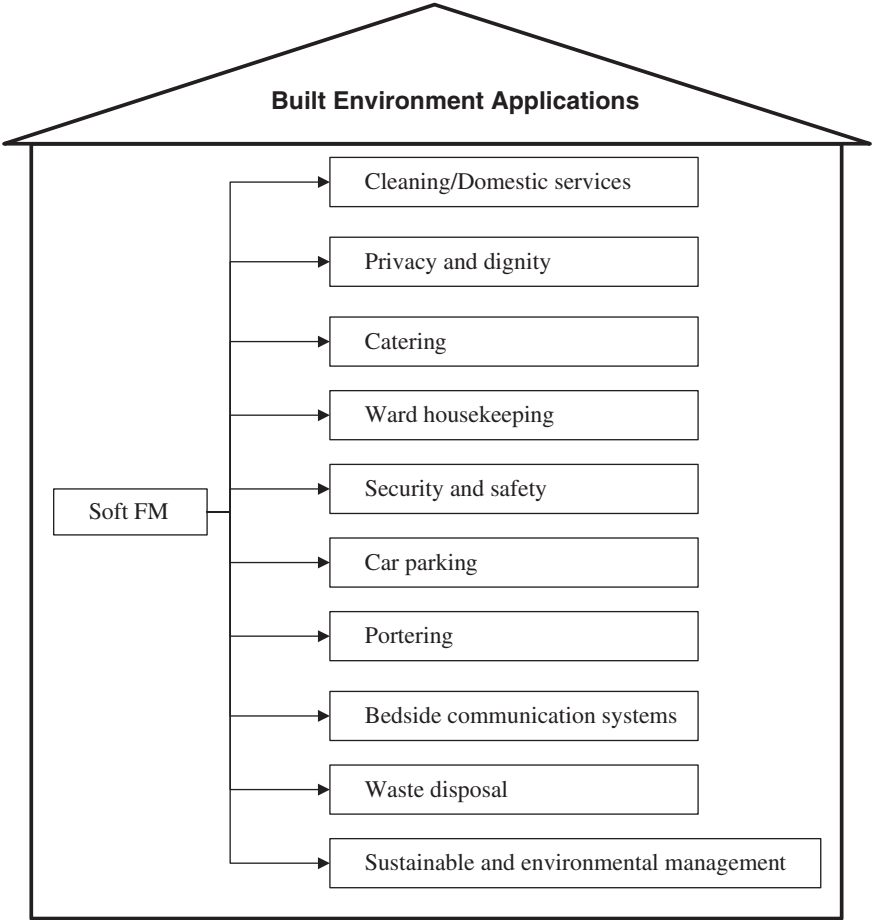 Built Environment Applications
Cleaning/Domestic services
Privacy and dignity
Catering
Ward housekeeping
Security and safety
Soft FM
Car parking
Portering
Bedside communication systems
Waste disposal
Sustainable and environmental management